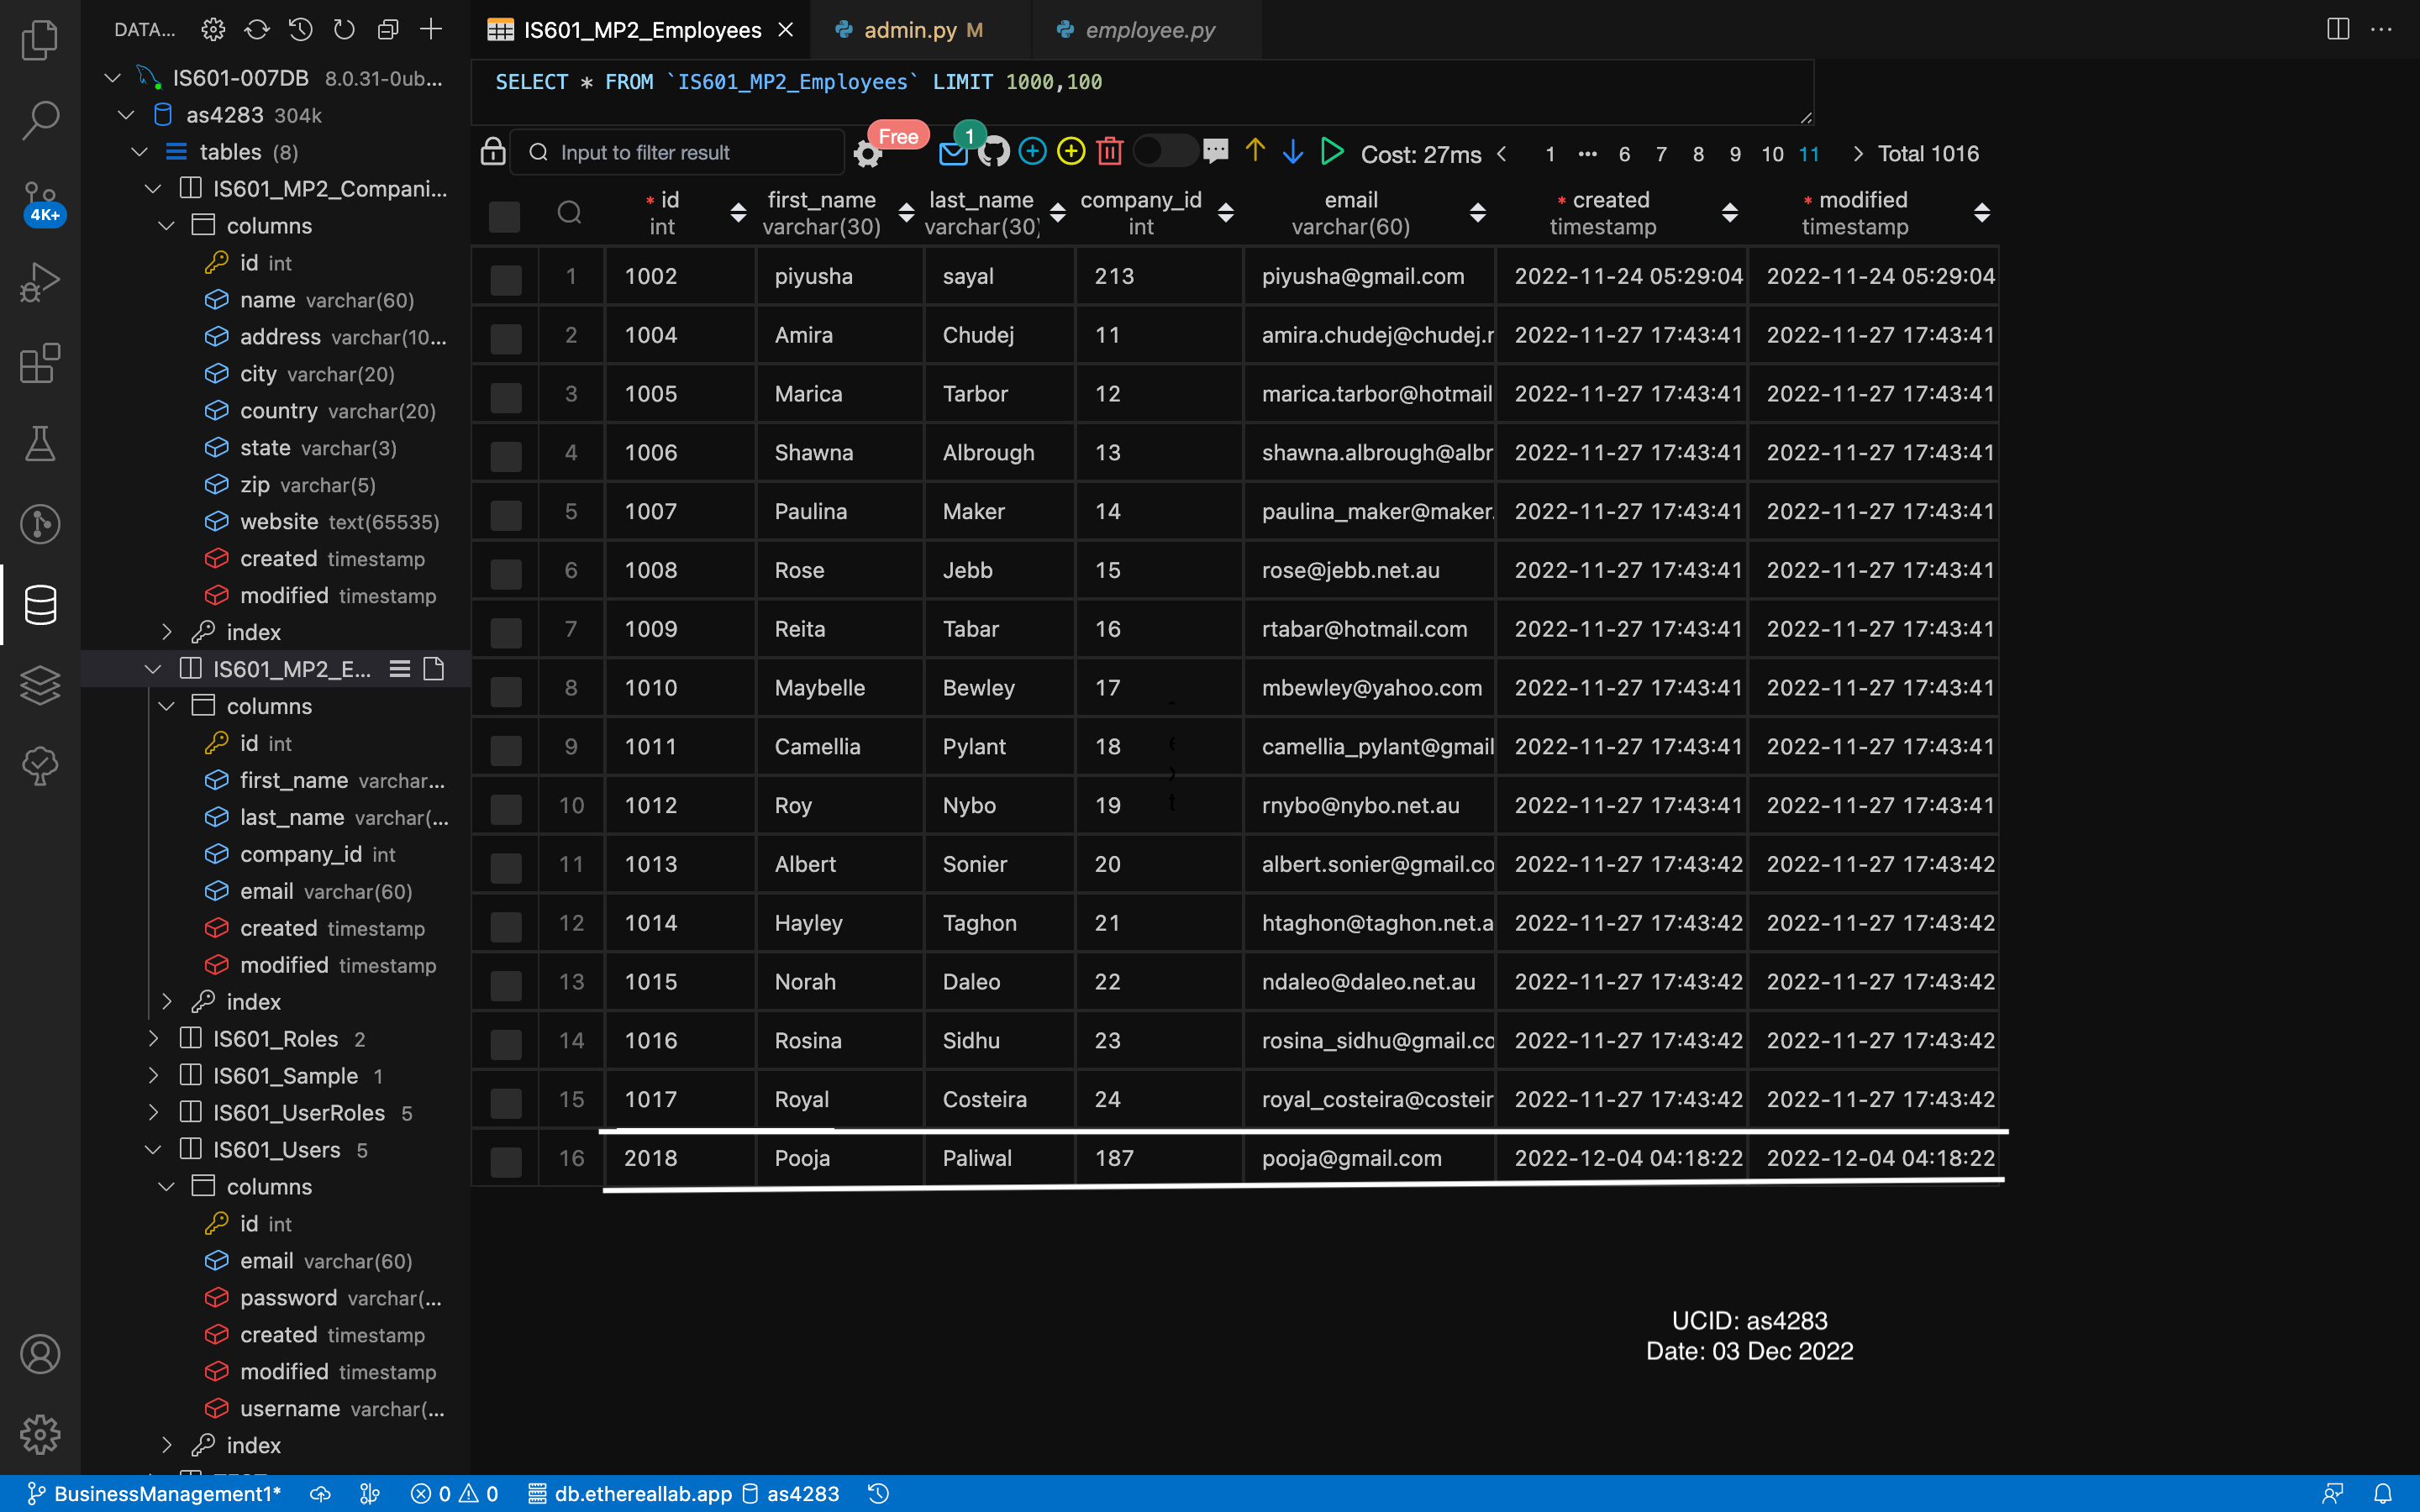 DATA...
IS601-007DB 8.0.31-0ub...
as4283 304k
tables (8)
IS601_MP2_Compani...
columns
id int
name varchar(60)
address varchar(10...
city varchar(20)
country varchar(20)
state varchar(3)
zip varchar(5)
website text(65535)
created timestamp
modified timestamp
index
IS601_MP2_E...
columns
id int
first_name varchar...
last_name varchar(...
company_id int
email varchar(60)
created timestamp
modified timestamp
index
IS601_Roles 2
IS601_Sample 1
IS601_UserRoles 5
IS601_Users 5
columns
id int
email varchar(60)
password varchar(...
created timestamp
modified timestamp
username varchar(...
index
4K+
IS601_MP2_Employees admin.py M employee.py
SELECT * FROM `IS601_MP2_Employees` LIMIT 1000,100
Input to filter result Free 1 Cost: 27ms < 1 ••• 6 7 8 9 10 11 > Total 1016
* id first_name last_name company_id email * created * modified
int varchar(30) varchar(30) int varchar(60) timestamp timestamp
1 1002 piyusha sayal 213 piyusha@gmail.com 2022-11-24 05:29:04 2022-11-24 05:29:04
2 1004 Amira Chudej 11 amira.chudej@chudej.r 2022-11-27 17:43:41 2022-11-27 17:43:41
3 1005 Marica Tarbor 12 marica.tarbor@hotmail 2022-11-27 17:43:41 2022-11-27 17:43:41
4 1006 Shawna Albrough 13 shawna.albrough@albr 2022-11-27 17:43:41 2022-11-27 17:43:41
5 1007 Paulina Maker 14 paulina_maker@maker. 2022-11-27 17:43:41 2022-11-27 17:43:41
6 1008 Rose Jebb 15 rose@jebb.net.au 2022-11-27 17:43:41 2022-11-27 17:43:41
7 1009 Reita Tabar 16 rtabar@hotmail.com 2022-11-27 17:43:41 2022-11-27 17:43:41
8 1010 Maybelle Bewley 17 mbewley@yahoo.com 2022-11-27 17:43:41 2022-11-27 17:43:41
9 1011 Camellia Pylant 18 camellia_pylant@gmail 2022-11-27 17:43:41 2022-11-27 17:43:41
10 1012 Roy Nybo 19 rnybo@nybo.net.au 2022-11-27 17:43:41 2022-11-27 17:43:41
11 1013 Albert Sonier 20 albert.sonier@gmail.co 2022-11-27 17:43:42 2022-11-27 17:43:42
12 1014 Hayley Taghon 21 htaghon@taghon.net.a 2022-11-27 17:43:42 2022-11-27 17:43:42
13 1015 Norah Daleo 22 ndaleo@daleo.net.au 2022-11-27 17:43:42 2022-11-27 17:43:42
14 1016 Rosina Sidhu 23 rosina_sidhu@gmail.co 2022-11-27 17:43:42 2022-11-27 17:43:42
15 1017 Royal Costeira 24 royal_costeira@costeir 2022-11-27 17:43:42 2022-11-27 17:43:42
16 2018 Pooja Paliwal 187 pooja@gmail.com 2022-12-04 04:18:22 2022-12-04 04:18:22
UCID: as4283
Date: 03 Dec 2022
BusinessManagement1* 0 0 db.ethereallab.app as4283